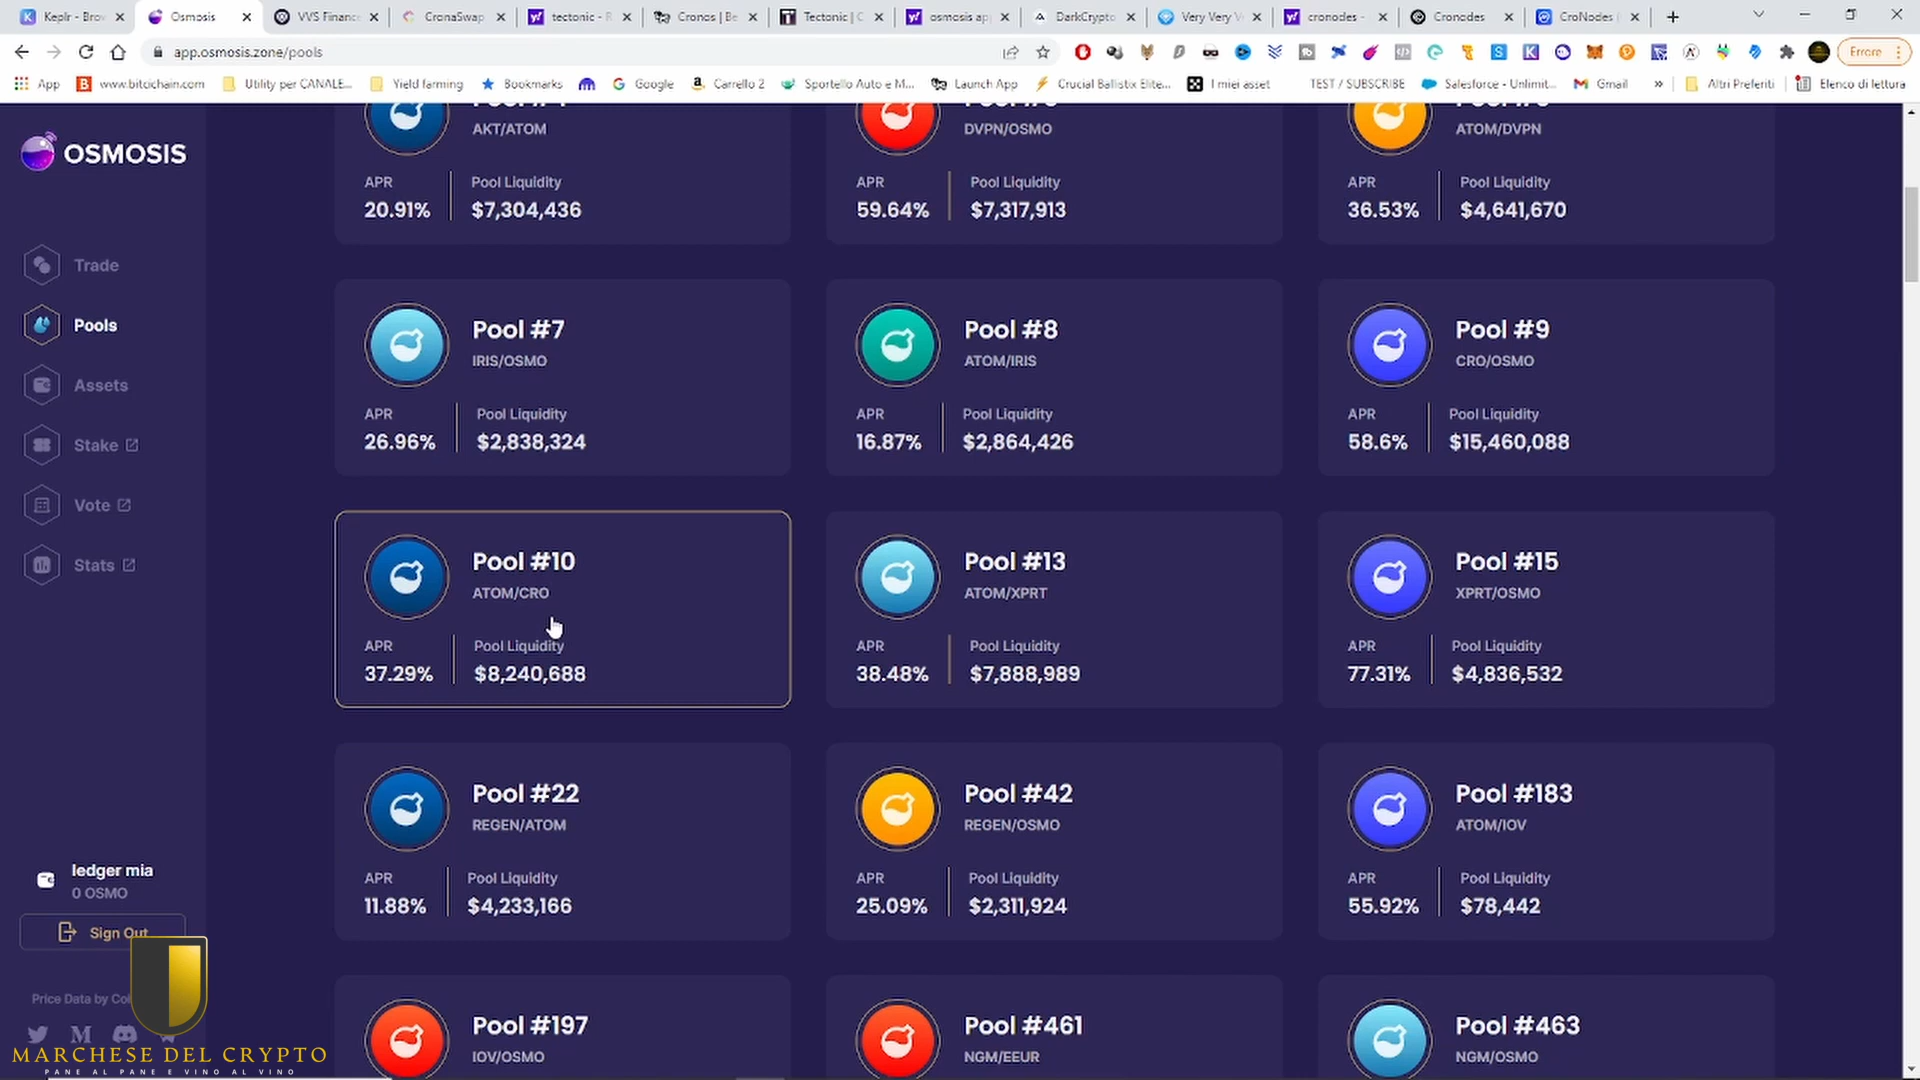 Keplr - Brow
Osmosis
VVS Finance
CronaSwap
tectonic - R
Cronos | Be
Tectonic | C
osmosis ap
DarkCrypto
Very Very V
cronodes -
Cronodes
CroNodes
app.osmosis.zone/pools
Errore
App
www.bitcichain.com
Utility per CANALE...
Yield farming
Bookmarks
Google
Carrello 2
Sportello Auto e M...
Launch App
Crucial Ballistix Elite...
I miei asset
TEST / SUBSCRIBE
Salesforce - Unlimit...
Gmail
»
Altri Preferiti
Elenco di lettura
OSMOSIS
Trade
Pools
Assets
Stake
Vote
Stats
ledger mia
0 OSMO
Sign Out
Price Data by Coi
AKT/ATOM
APR
Pool Liquidity
20.91%
$7,304,436
DVPN/OSMO
APR
Pool Liquidity
59.64%
$7,317,913
ATOM/DVPN
APR
Pool Liquidity
36.53%
$4,641,670
Pool #7
IRIS/OSMO
APR
Pool Liquidity
26.96%
$2,838,324
Pool #8
ATOM/IRIS
APR
Pool Liquidity
16.87%
$2,864,426
Pool #9
CRO/OSMO
APR
Pool Liquidity
58.6%
$15,460,088
Pool #10
ATOM/CRO
APR
Pool Liquidity
37.29%
$8,240,688
Pool #13
ATOM/XPRT
APR
Pool Liquidity
38.48%
$7,888,989
Pool #15
XPRT/OSMO
APR
Pool Liquidity
77.31%
$4,836,532
Pool #22
REGEN/ATOM
APR
Pool Liquidity
11.88%
$4,233,166
Pool #42
REGEN/OSMO
APR
Pool Liquidity
25.09%
$2,311,924
Pool #183
ATOM/IOV
APR
Pool Liquidity
55.92%
$78,442
Pool #197
IOV/OSMO
Pool #461
NGM/EEUR
Pool #463
NGM/OSMO
MARCHESE DEL CRYPTO
PANE AL PANE E VINO AL VINO